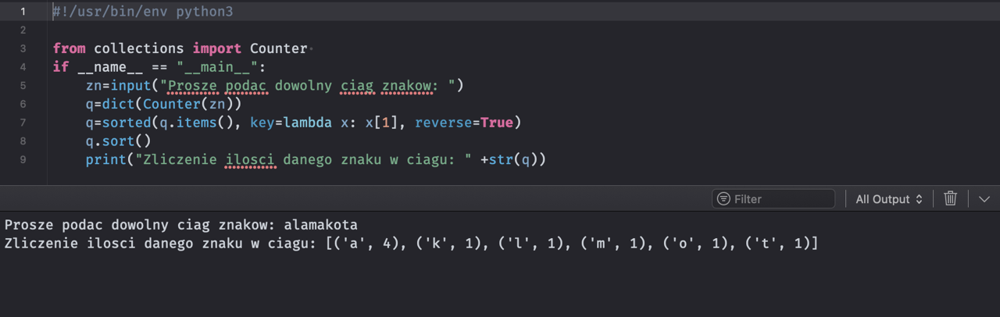 1 #!/usr/bin/env python3
2
3 from collections import Counter
4 if __name__ == "__main__":
5     zn=input("Prosze podac dowolny ciag znakow: ")
6     q=dict(Counter(zn))
7     q=sorted(q.items(), key=lambda x: x[1], reverse=True)
8     q.sort()
9     print("Zliczenie ilosci danego znaku w ciagu: " +str(q))
Filter All Output
Prosze podac dowolny ciag znakow: alamakota
Zliczenie ilosci danego znaku w ciagu: [('a', 4), ('k', 1), ('l', 1), ('m', 1), ('o', 1), ('t', 1)]